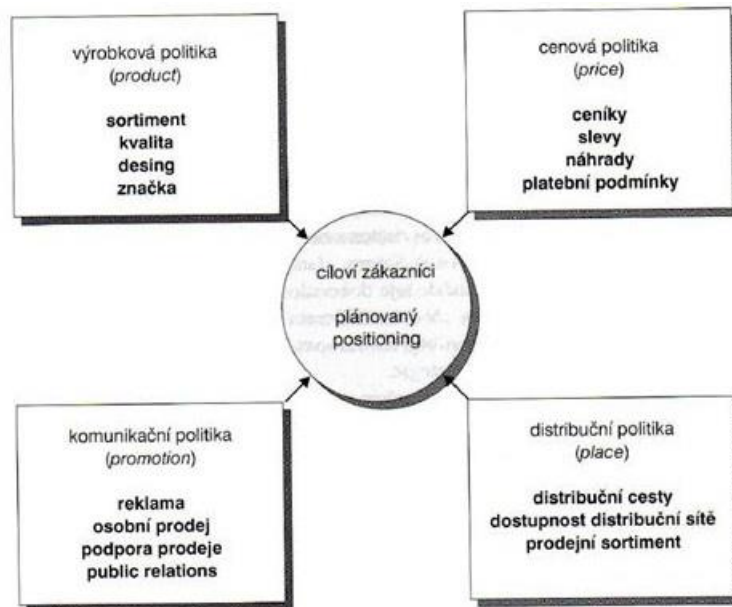 výrobková politika
(product)
sortiment
kvalita
desing
značka
cenová politika
(price)
ceníky
slevy
náhrady
platební podmínky
cíloví zákazníci
plánovaný
positioning
komunikační politika
(promotion)
reklama
osobní prodej
podpora prodeje
public relations
distribuční politika
(place)
distribuční cesty
dostupnost distribuční sítě
prodejní sortiment